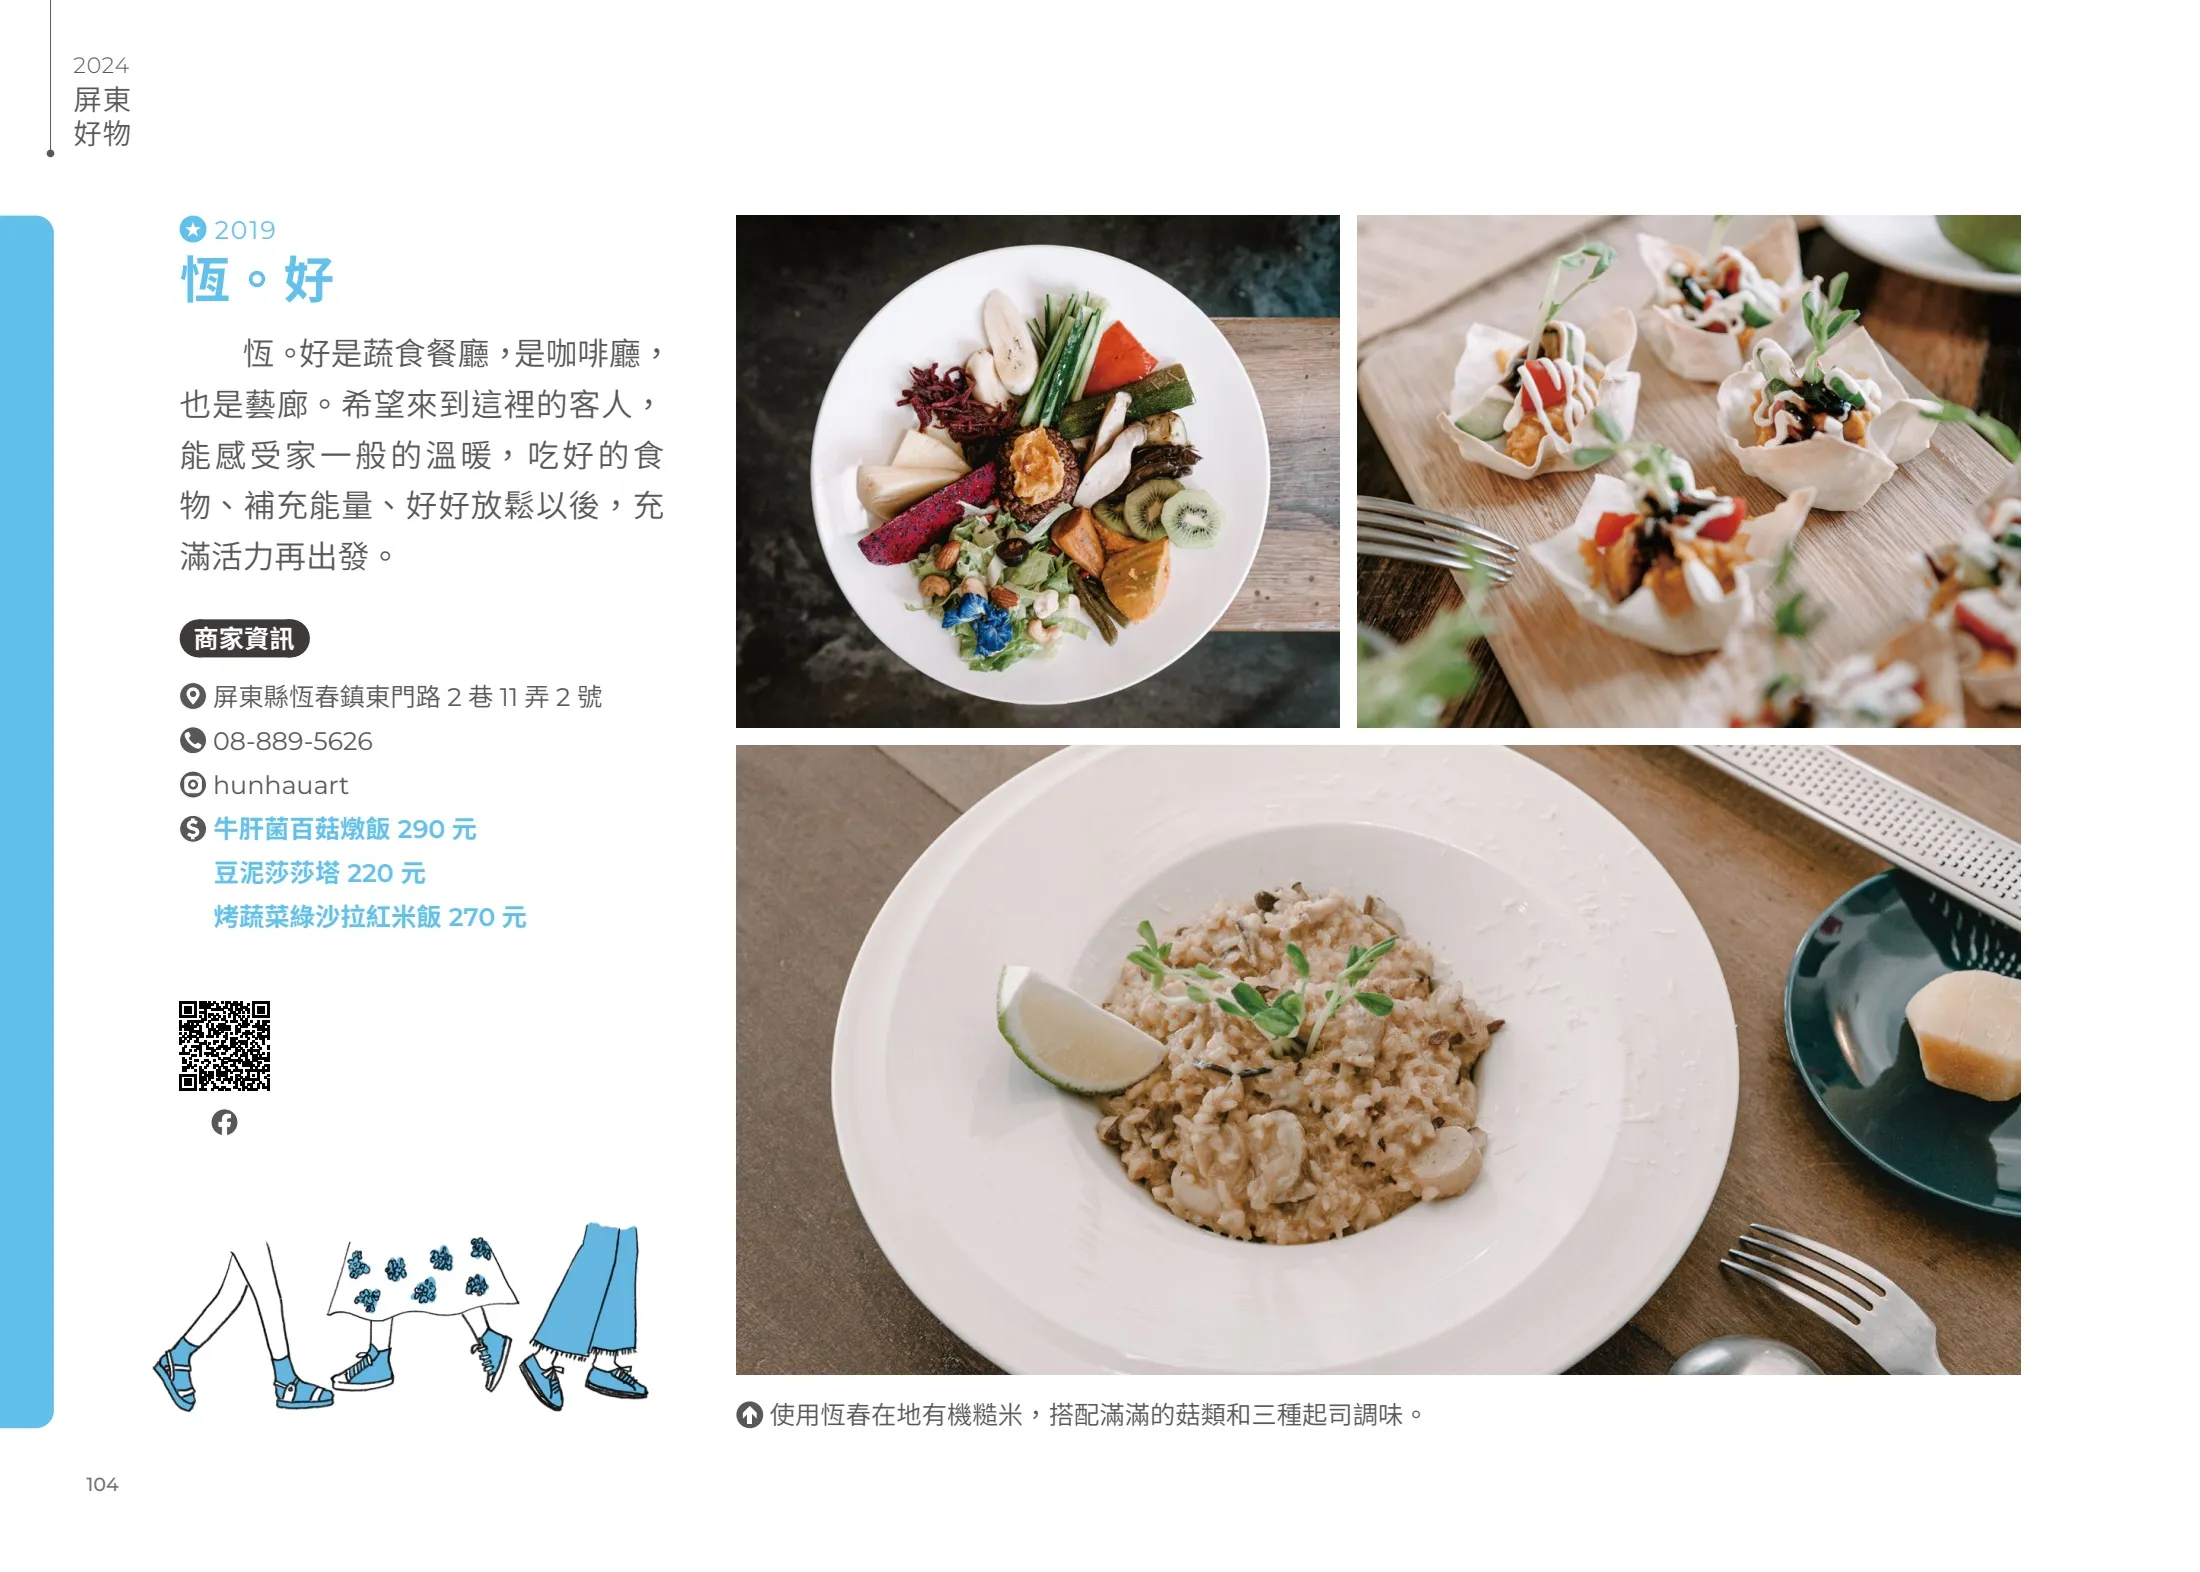 2024
屏東
好物
2019
恆。好
恆。好是蔬食餐廳，是咖啡廳，
也是藝廊。希望來到這裡的客人，
能感受家一般的溫暖，吃好的食
物、補充能量、好好放鬆以後，充
滿活力再出發。
商家資訊
屏東縣恆春鎮東門路 2 巷 11 弄 2 號
08-889-5626
hunhauart
牛肝菌百菇燉飯 290 元
豆泥莎莎塔 220 元
烤蔬菜綠沙拉紅米飯 270 元
使用恆春在地有機糙米，搭配滿滿的菇類和三種起司調味。
104